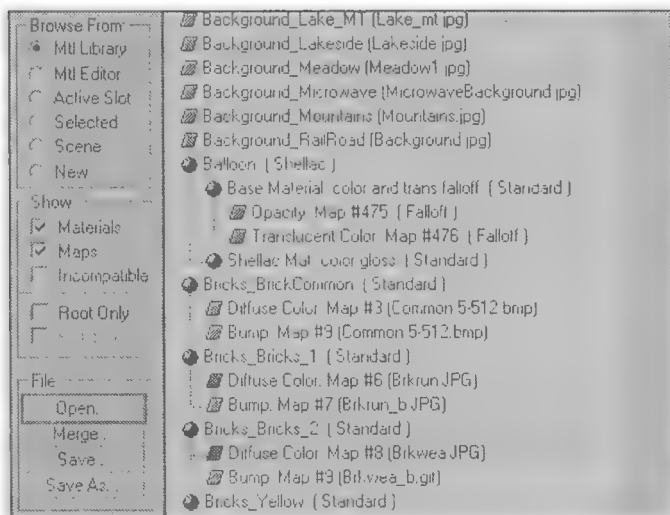 Browse From:
Mtl Library
Mtl Editor
Active Slot
Selected
Scene
New
Show
Materials
Maps
Incompatible
Root Only
File
Open.
Merge .
Save .
Save As. .
Background_Lake_MT (Lake_mt jpg)
Background_Lakeside (Lakeside jpg)
Background_Meadow (Meadow1 jpg)
Background_Microwave (MicrowaveBackground jpg)
Background_Mountains (Mountains.jpg)
Background_RailRoad (Background jpg)
Balloon ( Shellac )
Base Material color and trans falloff ( Standard )
Opacity Map #475 ( Falloff )
Translucent Color Map #476 ( Falloff )
Shellac Mat color gloss ( Standard )
Bricks_BrickCommon ( Standard )
Diffuse Color. Map #3 (Common 5-512 bmp)
Bump. Map #9 (Common 5-512.bmp)
Bricks_Bricks_1 ( Standard )
Diffuse Color. Map #6 (Brkrun JPG)
Bump. Map #7 (Brkrun_b JPG)
Bricks_Bricks_2 ( Standard )
Diffuse Color Map #8 (Brkwea JPG)
Bump Map #9 (Brkwea_b.gif)
Bricks_Yellow ( Standard )